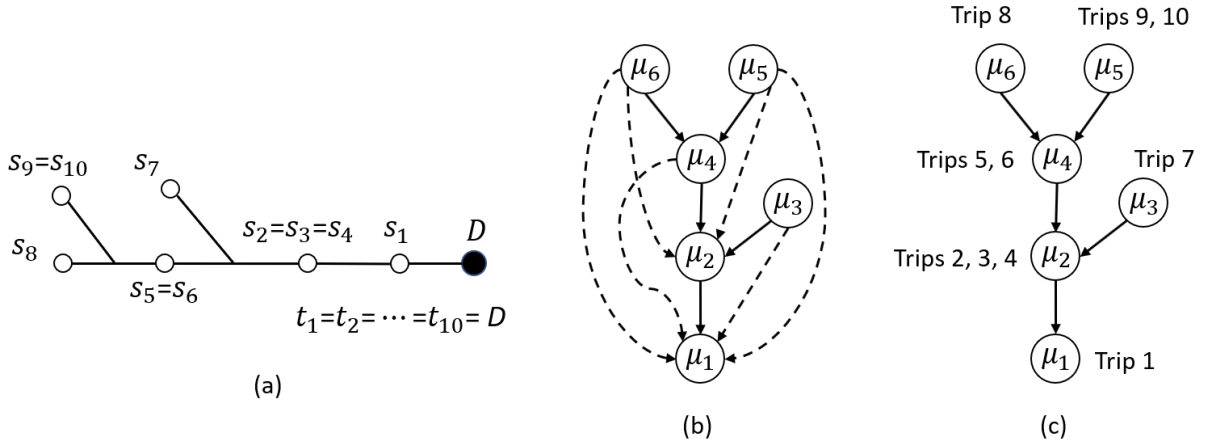 s₉=s₁₀
s₇
s₈
s₅=s₆
s₂=s₃=s₄
s₁
D
t₁=t₂= ⋯ =t₁₀= D
(a)
μ₆
μ₅
μ₄
μ₃
μ₂
μ₁
(b)
Trip 8
Trips 9, 10
μ₆
μ₅
Trips 5, 6
μ₄
Trip 7
μ₃
Trips 2, 3, 4
μ₂
μ₁
Trip 1
(c)